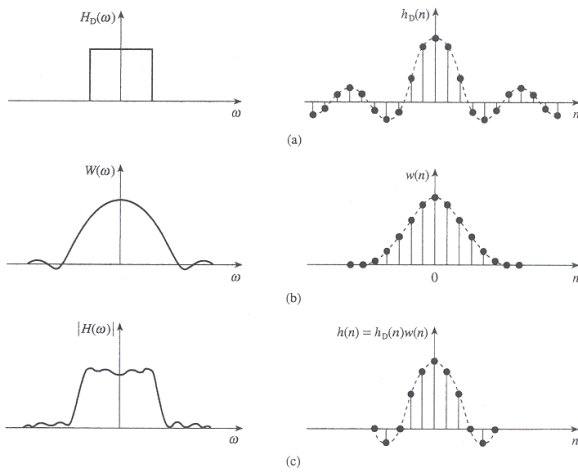 H_D(ω)
h_D(n)
ω
n
(a)
W(ω)
w(n)
ω
0
n
(b)
|H(ω)|
h(n) = h_D(n)w(n)
ω
n
(c)